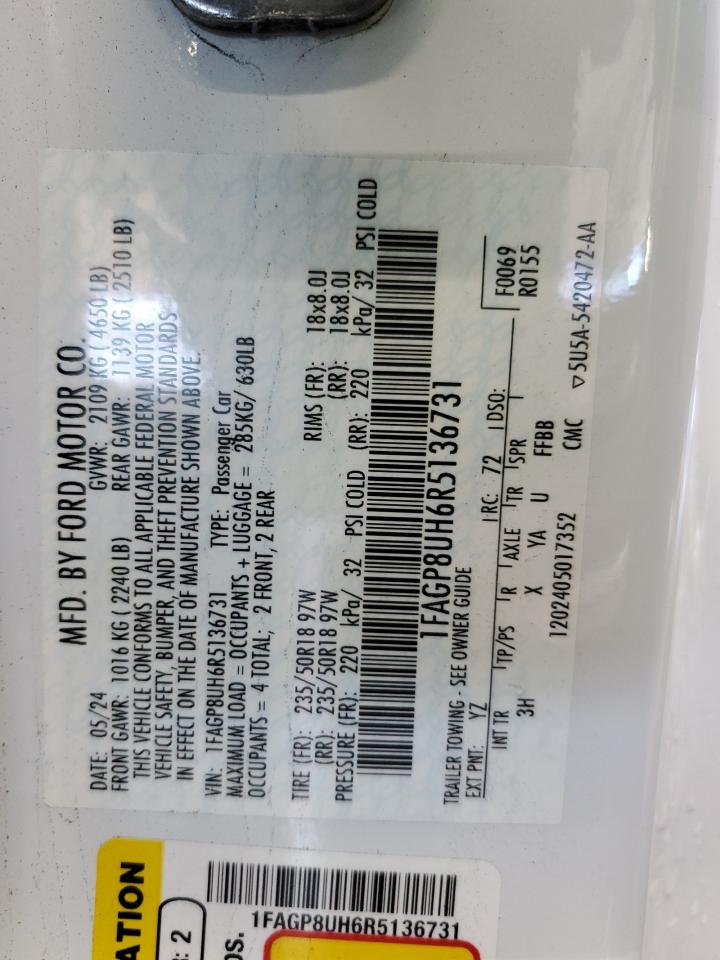 MFD. BY FORD MOTOR CO.
DATE: 05/24 GVWR: 2109 KG ( 4650 LB)
FRONT GAWR: 1016 KG ( 2240 LB) REAR GAWR: 1139 KG ( 2510 LB)
THIS VEHICLE CONFORMS TO ALL APPLICABLE FEDERAL MOTOR
VEHICLE SAFETY, BUMPER, AND THEFT PREVENTION STANDARDS
IN EFFECT ON THE DATE OF MANUFACTURE SHOWN ABOVE.
VIN: 1FAGP8UH6R5136731 TYPE: Passenger Car
MAXIMUM LOAD = OCCUPANTS + LUGGAGE = 285KG/ 630LB
OCCUPANTS = 4 TOTAL; 2 FRONT, 2 REAR
TIRE (FR): 235/50R18 97W RIMS (FR): 18x8.0J
(RR): 235/50R18 97W (RR): 18x8.0J
PRESSURE (FR): 220 kPa/ 32 PSI COLD (RR): 220 kPa/ 32 PSI COLD
1FAGP8UH6R5136731
TRAILER TOWING - SEE OWNER GUIDE
EXT PNT: YZ RC: 72 DSO: F0069
INT TR TP/PS R AXLE TR SPR R0155
3H X YA U FFBB
1202405017352 CMC ▽5U5A-5420472-AA
ATION
: 2
OS.
1FAGP8UH6R5136731